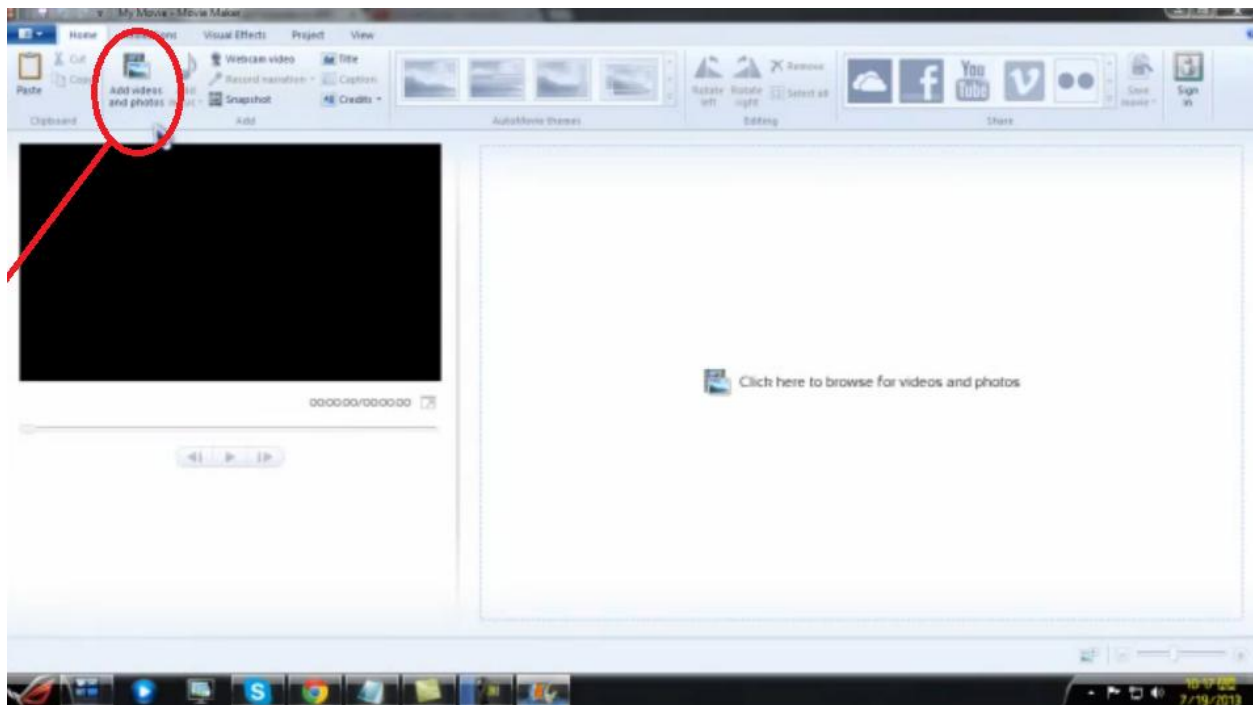 My Movie - Movie Maker
Home
Visual Effects
Project
View
Paste
Cut
Copy
Clipboard
Add videos
and photos
Webcam video
Record narration
Snapshot
Title
Caption
Credits
Add
AutoMovie themes
Rotate
left
Rotate
right
Remove
Select all
Editing
You
Tube
Share
Save
movie
Sign
in
00:00.00/00:00.00
Click here to browse for videos and photos
7/19/2013